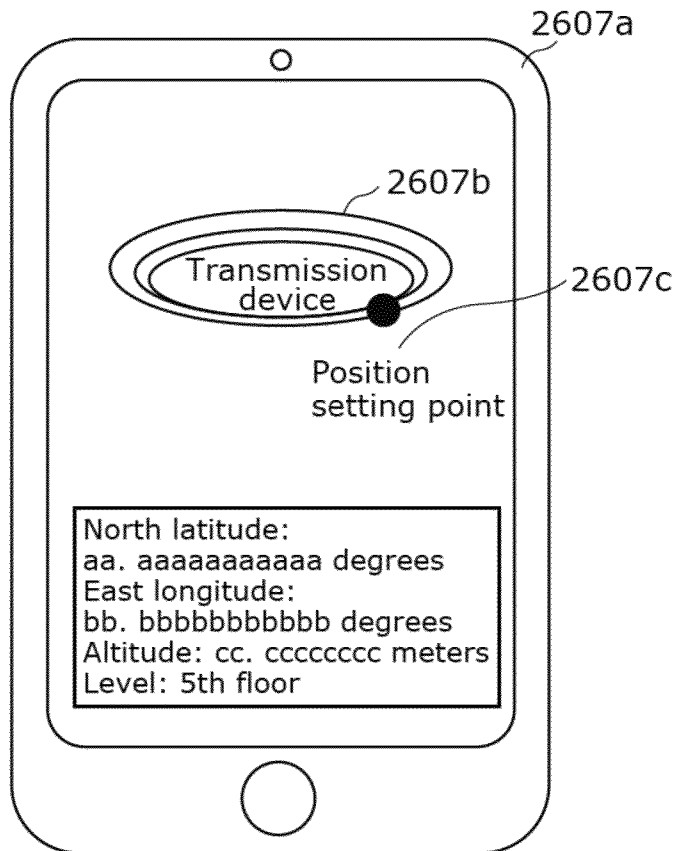 2607a
2607b
Transmission
device
2607c
Position
setting point
North latitude:
aa. aaaaaaaaaaa degrees
East longitude:
bb. bbbbbbbbbbb degrees
Altitude: cc. cccccccc meters
Level: 5th floor